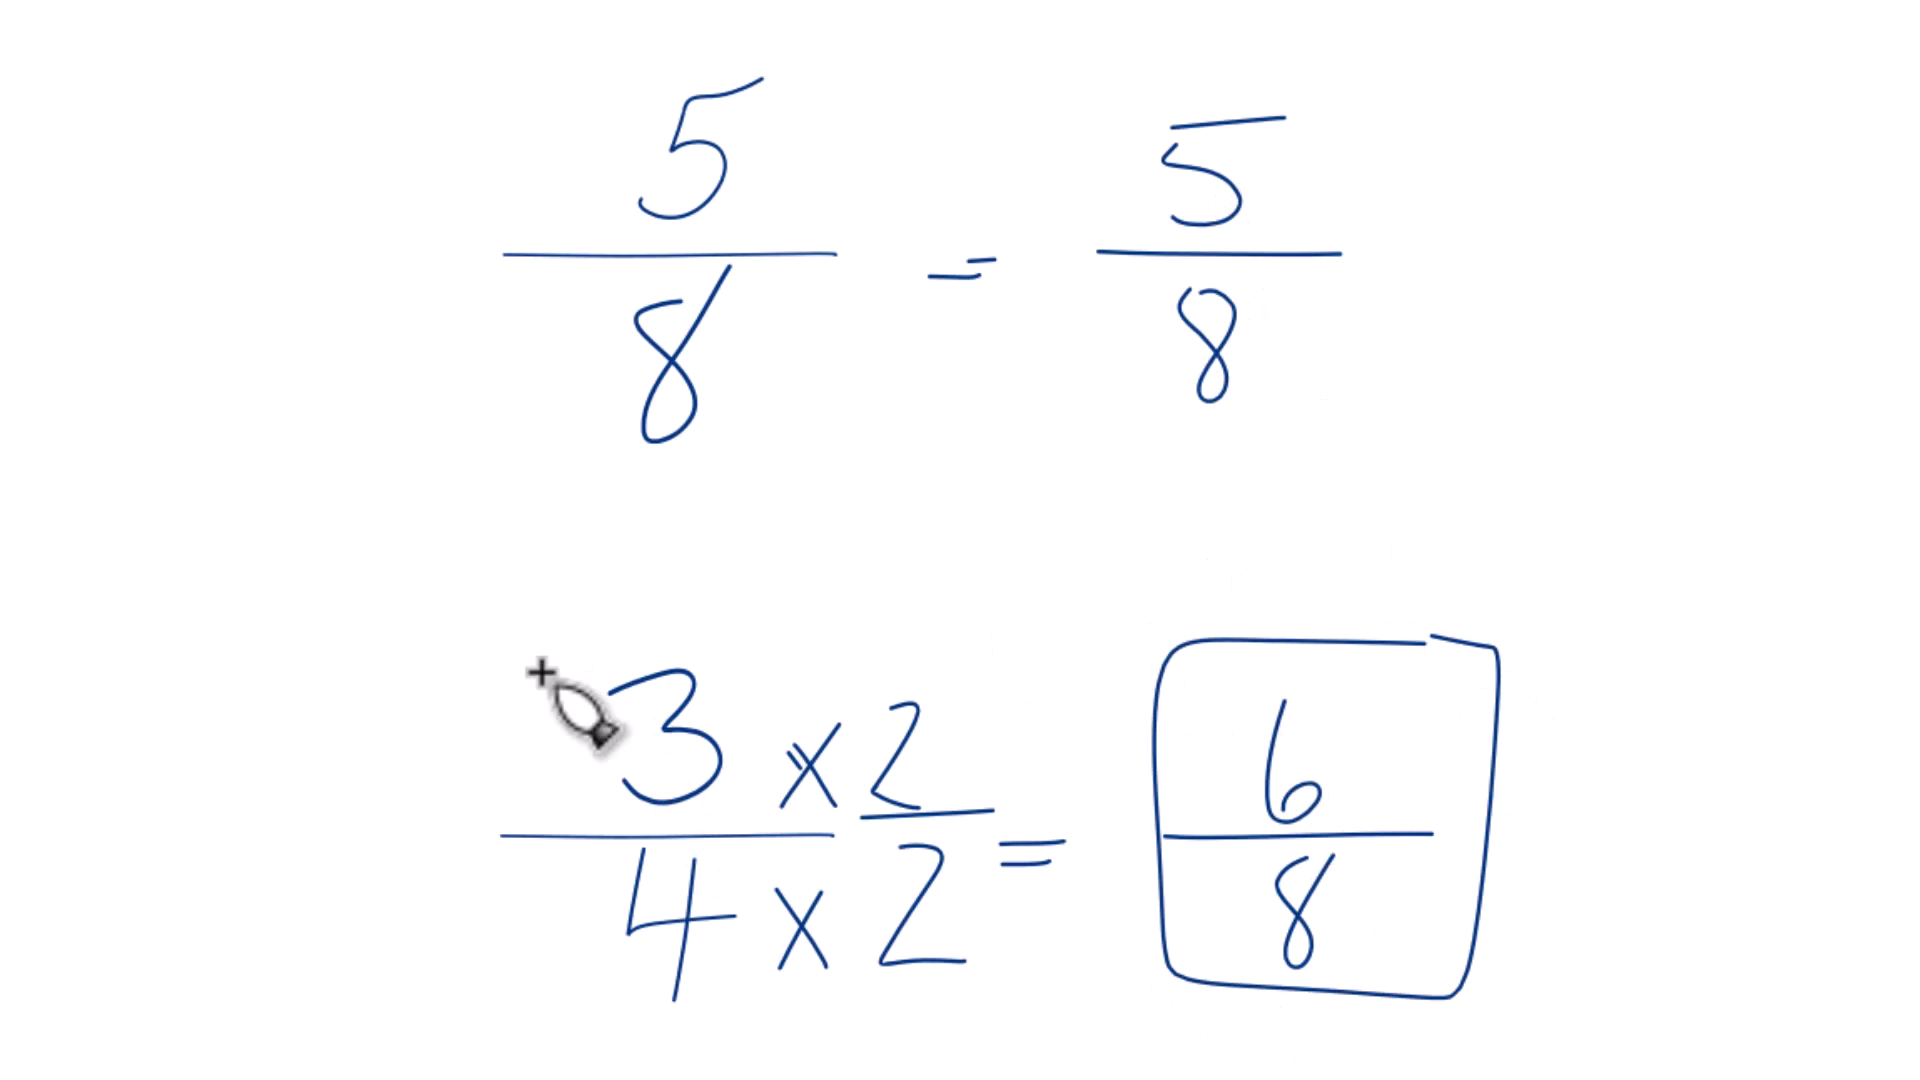 5/8 = 5/8
3/4 × 2/2 = 6/8